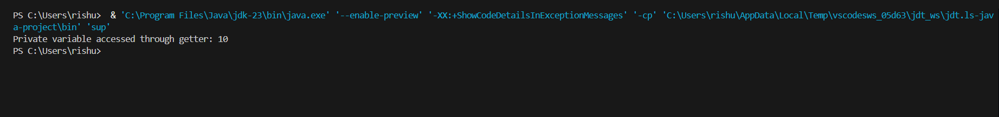 PS C:\Users\rishu>  & 'C:\Program Files\Java\jdk-23\bin\java.exe' '--enable-preview' '-XX:+ShowCodeDetailsInExceptionMessages' '-cp' 'C:\Users\rishu\AppData\Local\Temp\vscodesws_05d63\jdt_ws\jdt.ls-jav
a-project\bin' 'sup'
Private variable accessed through getter: 10
PS C:\Users\rishu>